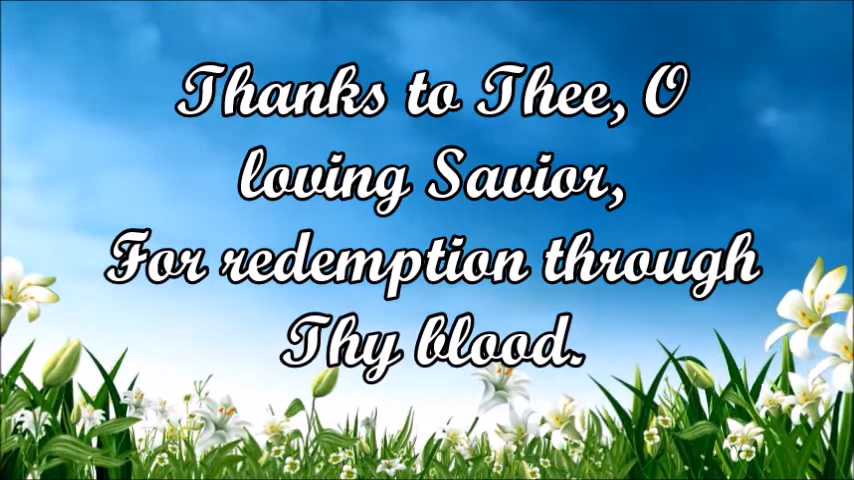 Thanks to Thee, O
loving Savior,
For redemption through
Thy blood.